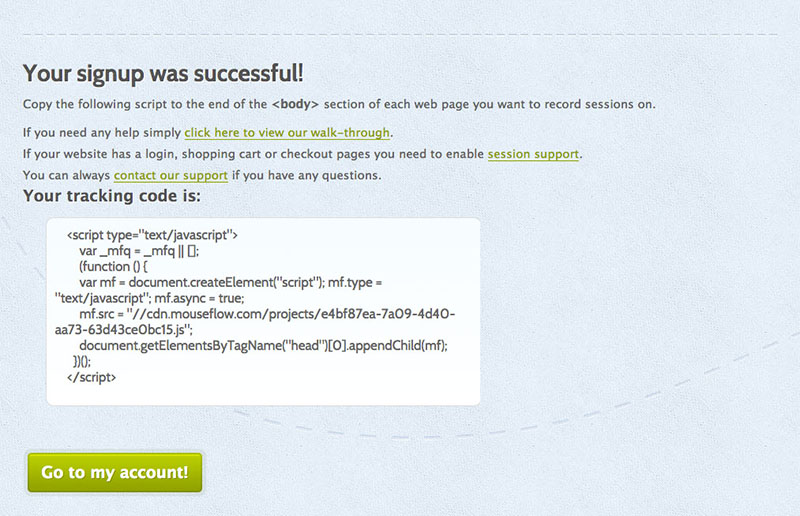 Your signup was successful!
Copy the following script to the end of the <body> section of each web page you want to record sessions on.
If you need any help simply click here to view our walk-through.
If your website has a login, shopping cart or checkout pages you need to enable session support.
You can always contact our support if you have any questions.
Your tracking code is:
<script type="text/javascript">
var _mfq = _mfq || [];
(function () {
var mf = document.createElement("script"); mf.type =
"text/javascript"; mf.async = true;
mf.src = "//cdn.mouseflow.com/projects/e4bf87ea-7a09-4d40-
aa73-63d43ce0bc15.js";
document.getElementsByTagName("head")[0].appendChild(mf);
})();
</script>
Go to my account!